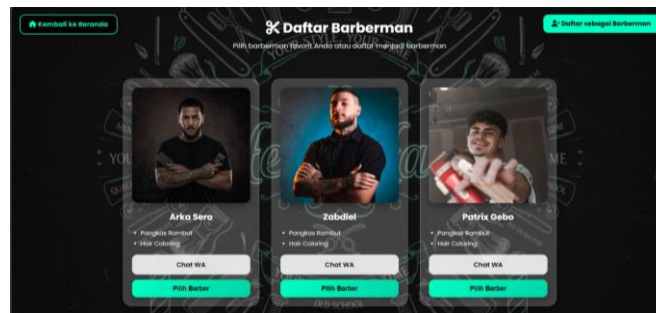 Kembali ke Beranda
Daftar Barberman
Daftar sebagai Barberman
Pilih barberman favorit Anda atau daftar menjadi barberman
Arka Sero
• Pangkas Rambut
• Hair Coloring
Chat WA
Pilih Barber
Zabdiel
• Pangkas Rambut
• Hair Coloring
Chat WA
Pilih Barber
Patrix Gebo
• Pangkas Rambut
• Hair Coloring
Chat WA
Pilih Barber
OLD SCHOOL